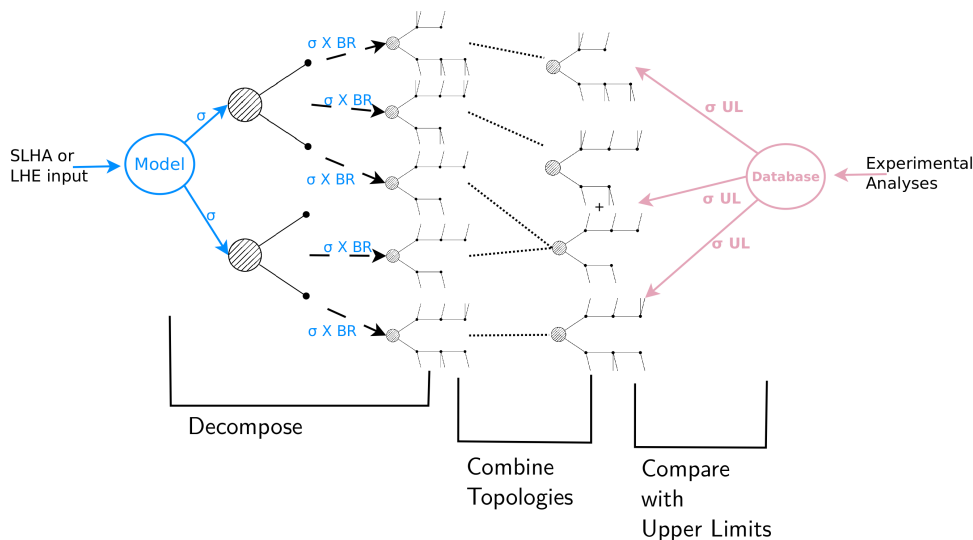 σ X BR
σ X BR
σ
SLHA or
LHE input
Model
σ X BR
σ
σ X BR
σ X BR
+
σ UL
σ UL
σ UL
Database
Experimental
Analyses
Decompose
Combine
Topologies
Compare
with
Upper Limits